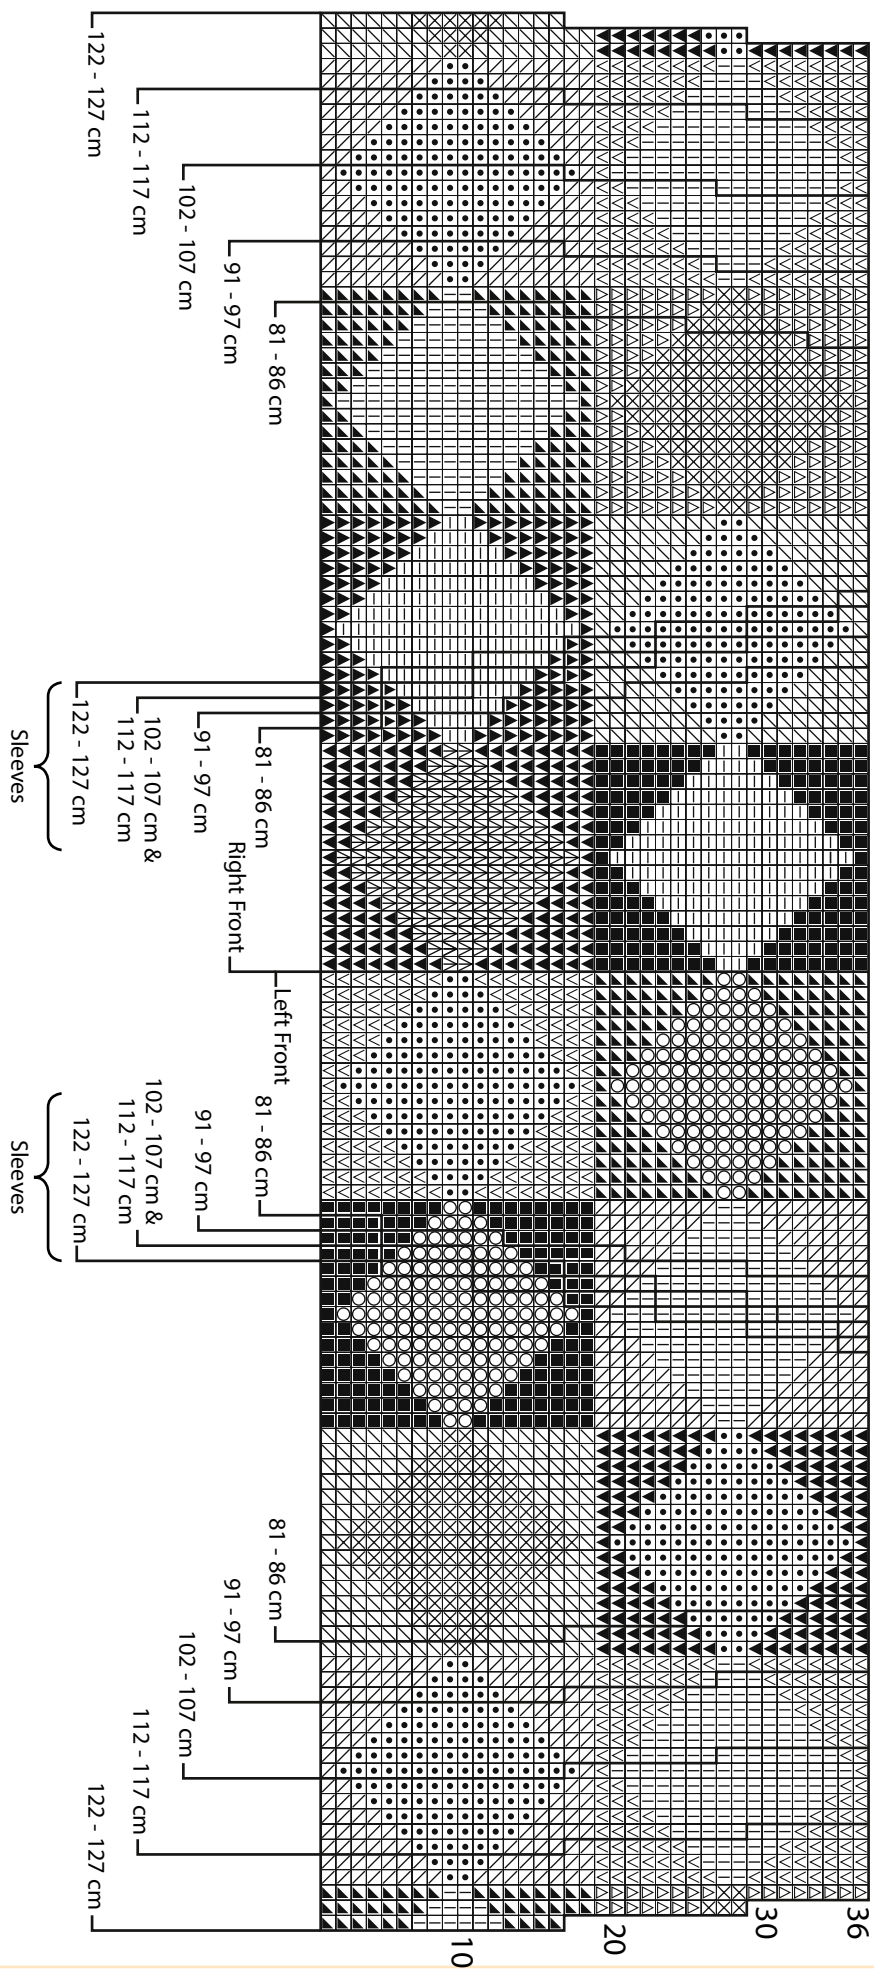 122 - 127 cm
112 - 117 cm
102 - 107 cm
91 - 97 cm
81 - 86 cm
122 - 127 cm
102 - 107 cm &
112 - 117 cm
91 - 97 cm
81 - 86 cm
Sleeves
Right Front
Left Front
81 - 86 cm
91 - 97 cm
102 - 107 cm &
112 - 117 cm
122 - 127 cm
Sleeves
81 - 86 cm
91 - 97 cm
102 - 107 cm
112 - 117 cm
122 - 127 cm
10
20
30
36